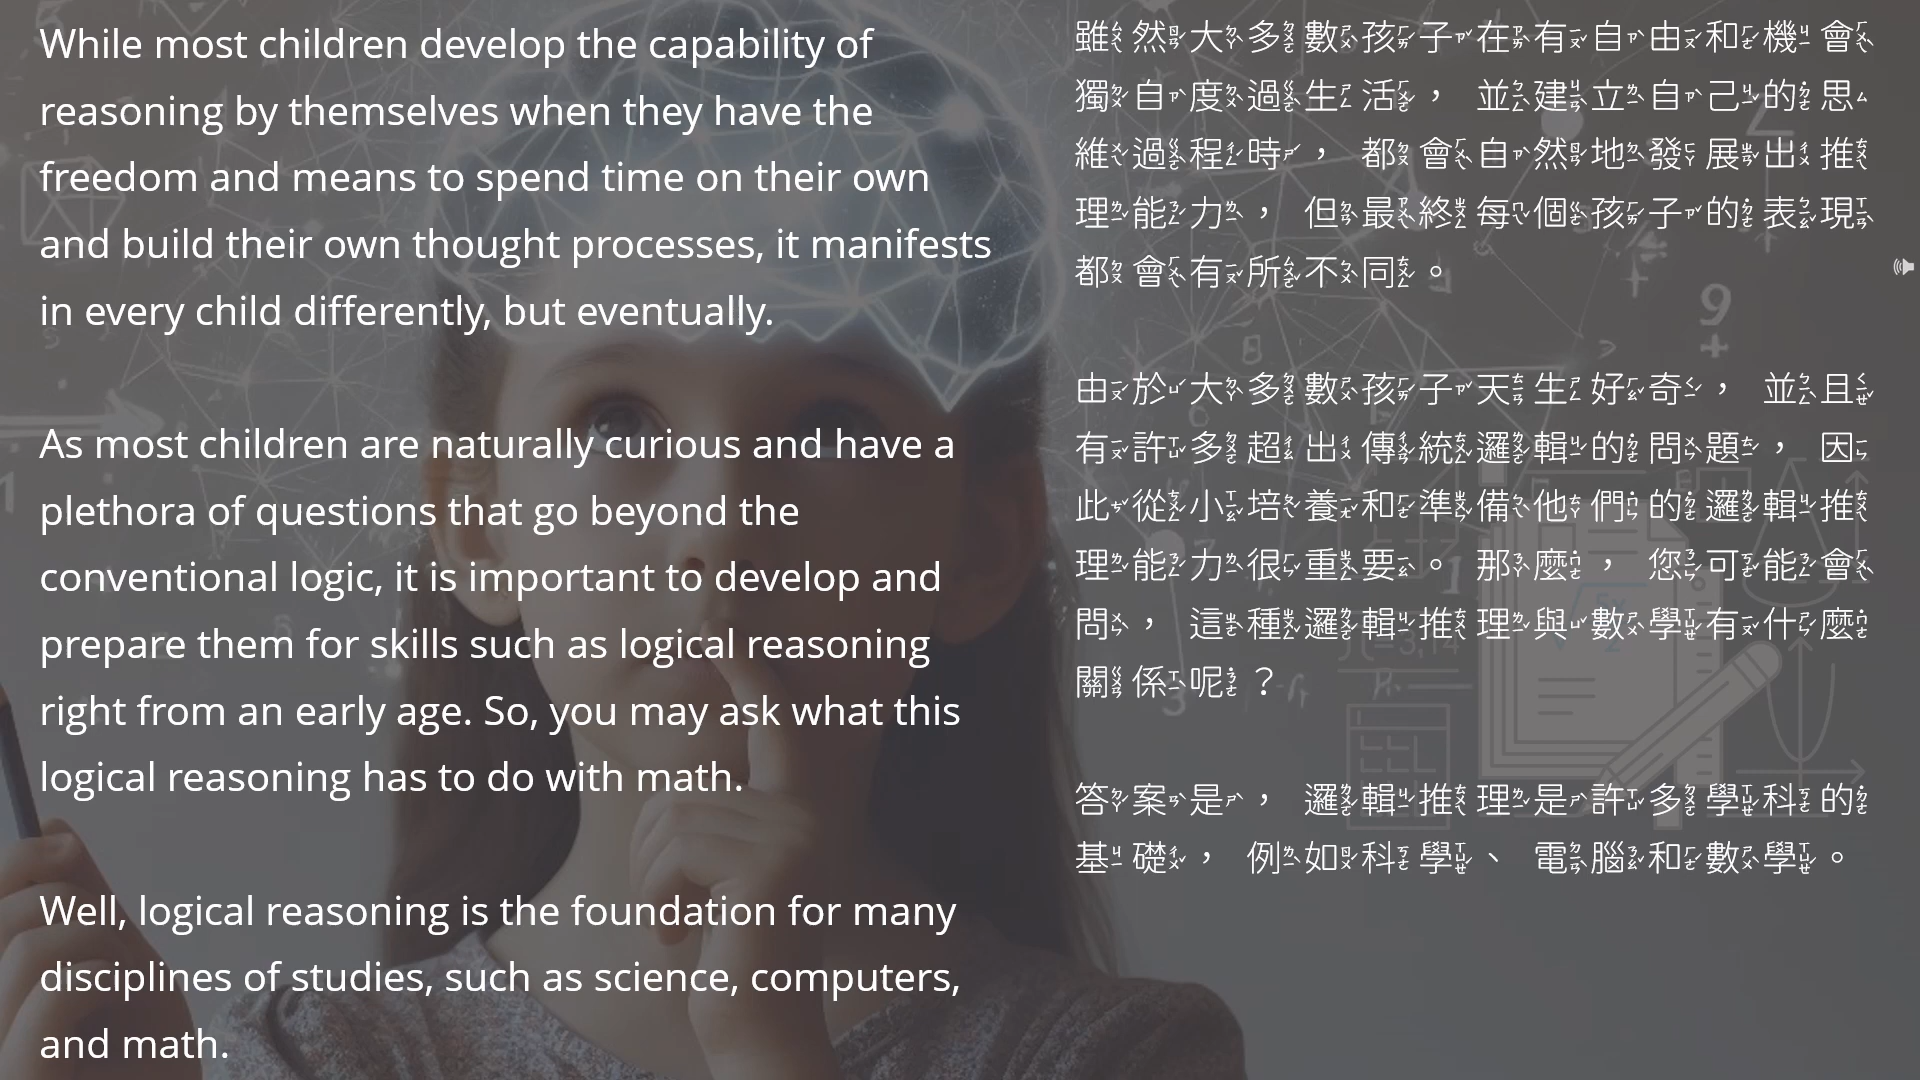 While most children develop the capability of
reasoning by themselves when they have the
freedom and means to spend time on their own
and build their own thought processes, it manifests
in every child differently, but eventually.
As most children are naturally curious and have a
plethora of questions that go beyond the
conventional logic, it is important to develop and
prepare them for skills such as logical reasoning
right from an early age. So, you may ask what this
logical reasoning has to do with math.
Well, logical reasoning is the foundation for many
disciplines of studies, such as science, computers,
and math.
雖然大多數孩子在有自由和機會
獨自度過生活，並建立自己的思
維過程時，都會自然地發展出推
理能力，但最終每個孩子的表現
都會有所不同。
由於大多數孩子天生好奇，並且
有許多超出傳統邏輯的問題，因
此從小培養和準備他們的邏輯推
理能力很重要。那麼，您可能會
問，這種邏輯推理與數學有什麼
關係呢？
答案是，邏輯推理是許多學科的
基礎，例如科學、電腦和數學。